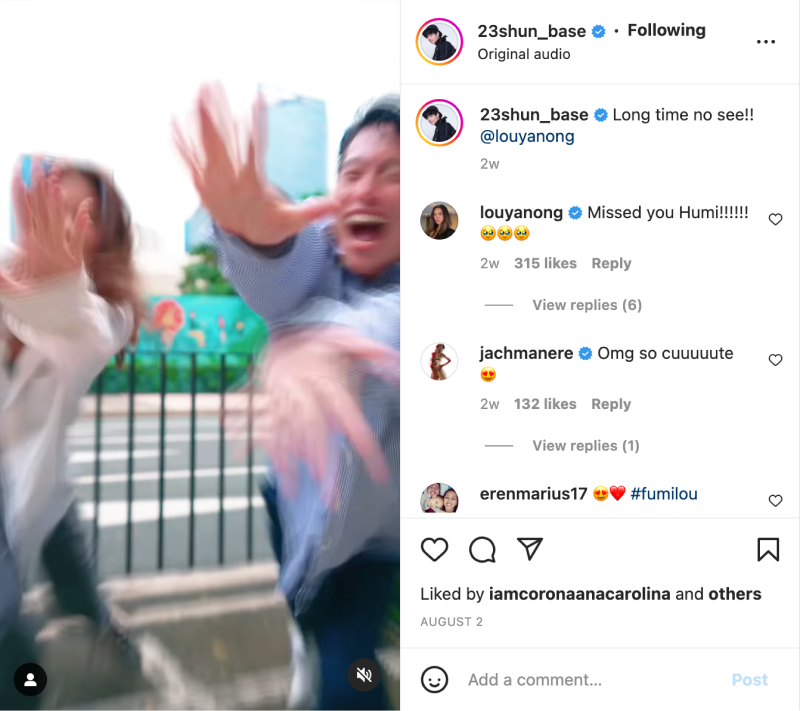 23shun_base • Following
Original audio
23shun_base Long time no see!!
@louyanong
2w
louyanong Missed you Humi!!!!!!
🥹🥹🥹
2w 315 likes Reply
View replies (6)
jachmanere Omg so cuuuuute
😍
2w 132 likes Reply
View replies (1)
erenmarius17 😍❤️ #fumilou
Liked by iamcoronaanacarolina and others
AUGUST 2
Add a comment...
Post